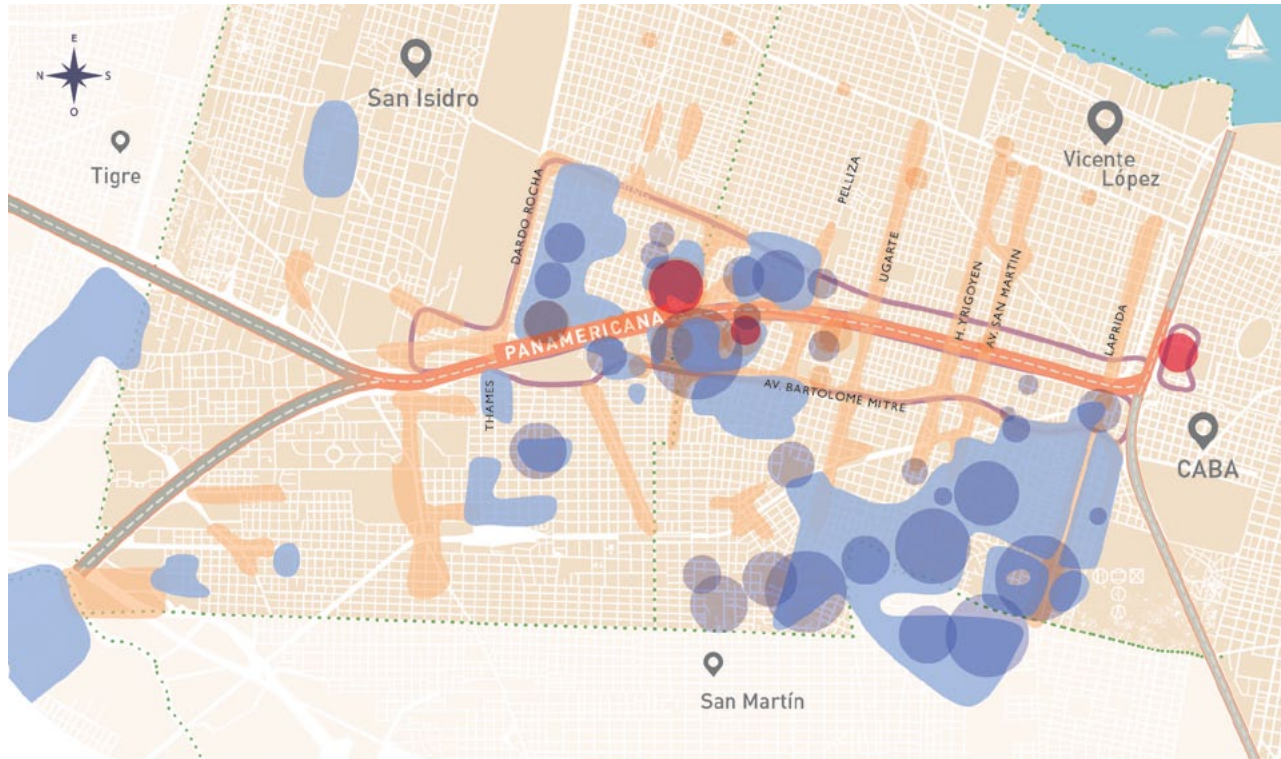 E
N
S
O
San Isidro
Tigre
Vicente
López
DARDO ROCHA
PELLIZA
UGARTE
H. YRIGOYEN
AV. SAN MARTIN
LAPRIDA
PANAMERICANA
THAMES
AV. BARTOLOME MITRE
CABA
San Martín